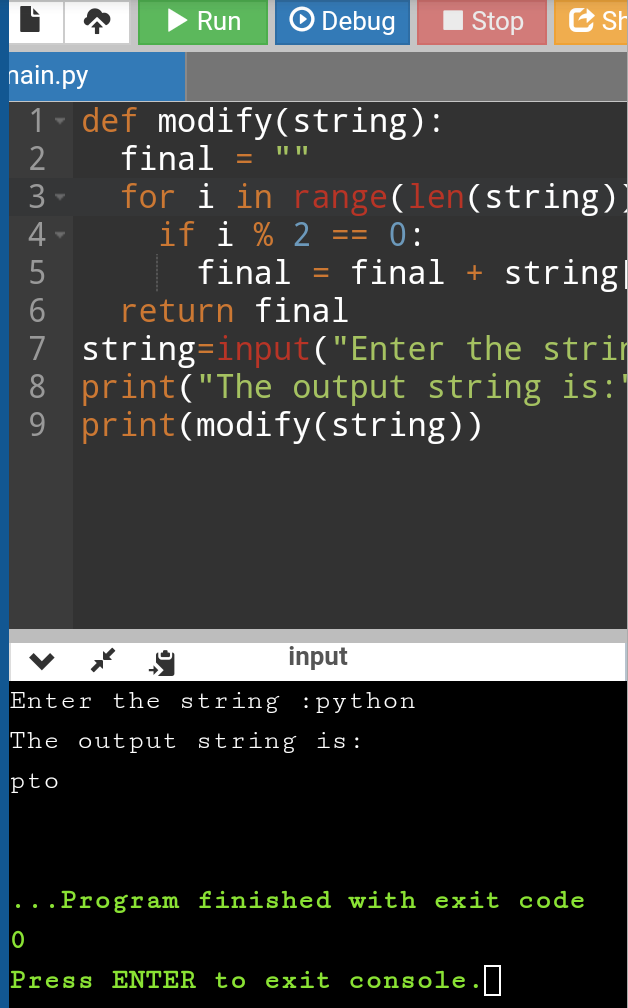 Run Debug Stop Sh
main.py
1 def modify(string):
2 final = ""
3 for i in range(len(string))
4 if i % 2 == 0:
5 final = final + string[
6 return final
7 string=input("Enter the strin
8 print("The output string is:"
9 print(modify(string))
input
Enter the string :python
The output string is:
pto
...Program finished with exit code
0
Press ENTER to exit console.